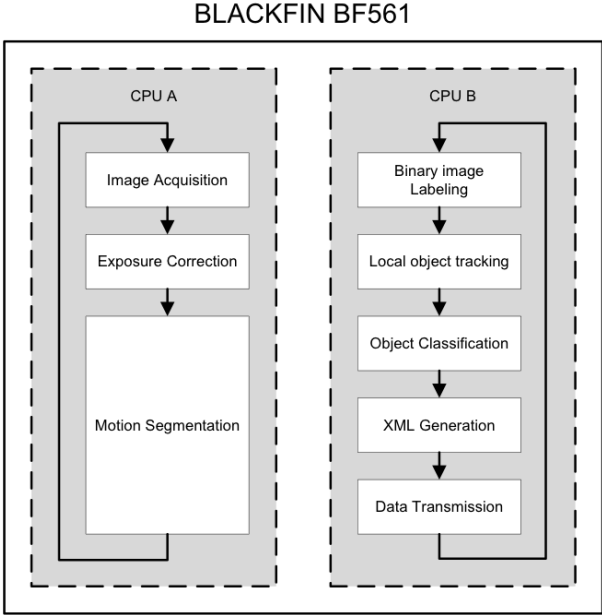 BLACKFIN BF561
CPU A
Image Acquisition
Exposure Correction
Motion Segmentation
CPU B
Binary image
Labeling
Local object tracking
Object Classification
XML Generation
Data Transmission